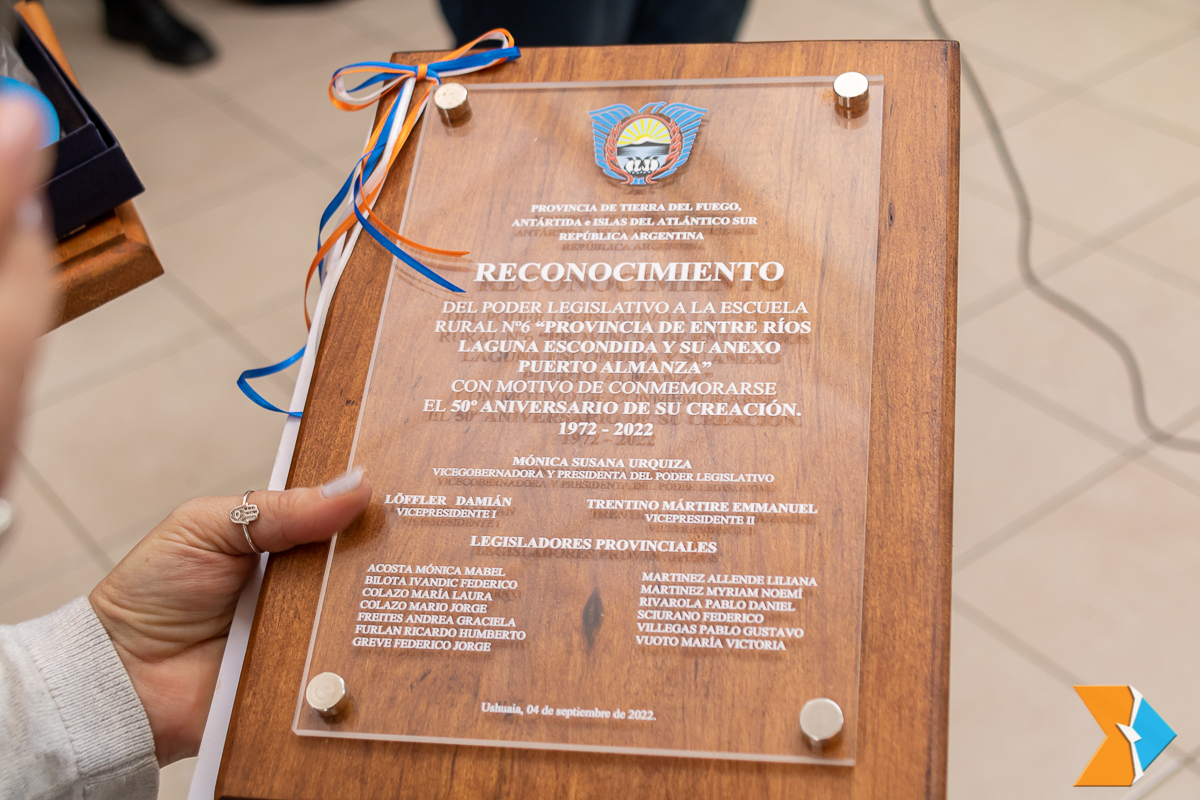 PROVINCIA DE TIERRA DEL FUEGO,
ANTÁRTIDA e ISLAS DEL ATLÁNTICO SUR
REPÚBLICA ARGENTINA
RECONOCIMIENTO
DEL PODER LEGISLATIVO A LA ESCUELA
RURAL Nº6 “PROVINCIA DE ENTRE RÍOS
LAGUNA ESCONDIDA Y SU ANEXO
PUERTO ALMANZA”
CON MOTIVO DE CONMEMORARSE
EL 50º ANIVERSARIO DE SU CREACIÓN.
1972 - 2022
MÓNICA SUSANA URQUIZA
VICEGOBERNADORA Y PRESIDENTA DEL PODER LEGISLATIVO
LÖFFLER DAMIÁN
VICEPRESIDENTE I
TRENTINO MÁRTIRE EMMANUEL
VICEPRESIDENTE II
LEGISLADORES PROVINCIALES
ACOSTA MÓNICA MABEL
BILOTA IVANDIC FEDERICO
COLAZO MARÍA LAURA
COLAZO MARIO JORGE
FREITES ANDREA GRACIELA
FURLAN RICARDO HUMBERTO
GREVE FEDERICO JORGE
MARTINEZ ALLENDE LILIANA
MARTINEZ MYRIAM NOEMÍ
RIVAROLA PABLO DANIEL
SCIURANO FEDERICO
VILLEGAS PABLO GUSTAVO
VUOTO MARÍA VICTORIA
Ushuaia, 04 de septiembre de 2022.